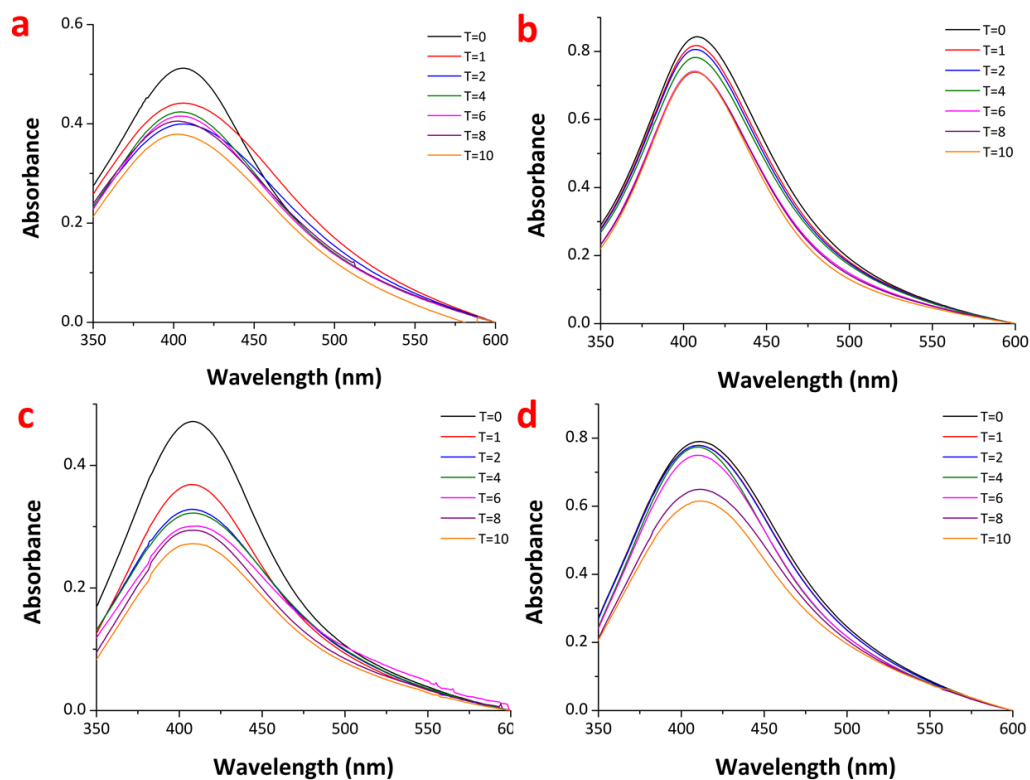 a
0.6
0.4
0.2
0.0
Absorbance
350
400
450
500
550
600
Wavelength (nm)
T=0
T=1
T=2
T=4
T=6
T=8
T=10
b
0.8
0.6
0.4
0.2
0.0
Absorbance
350
400
450
500
550
600
Wavelength (nm)
T=0
T=1
T=2
T=4
T=6
T=8
T=10
c
0.4
0.2
0.0
Absorbance
350
400
450
500
550
60
Wavelength (nm)
T=0
T=1
T=2
T=4
T=6
T=8
T=10
d
0.8
0.6
0.4
0.2
0.0
Absorbance
350
400
450
500
550
600
Wavelength (nm)
T=0
T=1
T=2
T=4
T=6
T=8
T=10